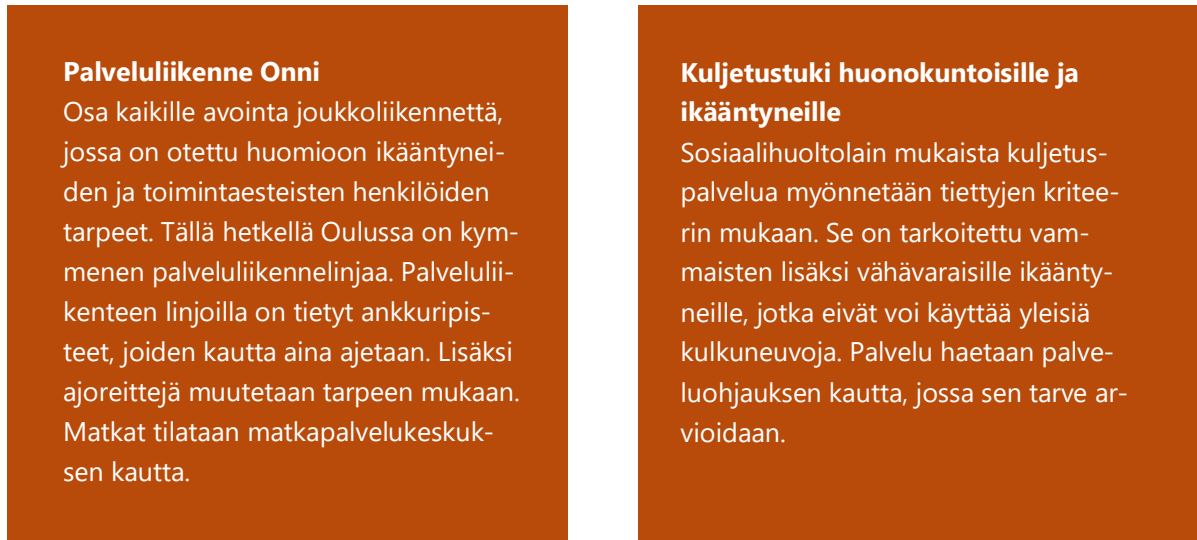 Palveluliikenne Onni
Osa kaikille avointa joukkoliikennettä,
jossa on otettu huomioon ikääntynei-
den ja toimintaesteisten henkilöiden
tarpeet. Tällä hetkellä Oulussa on kym-
menen palveluliikennelinjaa. Palvelulii-
kenteen linjoilla on tietyt ankkuripis-
teet, joiden kautta aina ajetaan. Lisäksi
ajoreittejä muutetaan tarpeen mukaan.
Matkat tilataan matkapalvelukeskuk-
sen kautta.
Kuljetustuki huonokuntoisille ja
ikääntyneille
Sosiaalihuoltolain mukaista kuljetus-
palvelua myönnetään tiettyjen kritee-
rin mukaan. Se on tarkoitettu vam-
maisten lisäksi vähävaraisille ikäänty-
neille, jotka eivät voi käyttää yleisiä
kulkuneuvoja. Palvelu haetaan palve-
luohjauksen kautta, jossa sen tarve ar-
vioidaan.